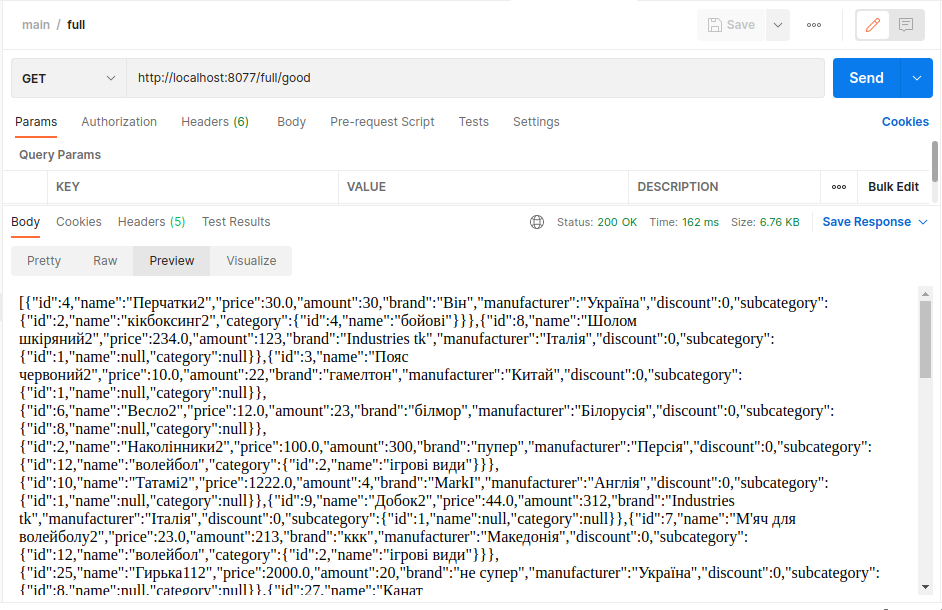 main / full
Save
GET
http://localhost:8077/full/good
Send
Params Authorization Headers (6) Body Pre-request Script Tests Settings Cookies
Query Params
KEY VALUE DESCRIPTION Bulk Edit
Body Cookies Headers (5) Test Results Status: 200 OK Time: 162 ms Size: 6.76 KB Save Response
Pretty Raw Preview Visualize
[{"id":4,"name":"Перчатки2","price":30.0,"amount":30,"brand":"Він","manufacturer":"Україна","discount":0,"subcategory":
{"id":2,"name":"кікбоксинг2","category":{"id":4,"name":"бойові"}}},{"id":8,"name":"Шолом
шкіряний2","price":234.0,"amount":123,"brand":"Industries tk","manufacturer":"Італія","discount":0,"subcategory":
{"id":1,"name":null,"category":null}},{"id":3,"name":"Пояс
червоний2","price":10.0,"amount":22,"brand":"гамелтон","manufacturer":"Китай","discount":0,"subcategory":
{"id":1,"name":null,"category":null}},
{"id":6,"name":"Весло2","price":12.0,"amount":23,"brand":"білмор","manufacturer":"Білорусія","discount":0,"subcategory":
{"id":8,"name":null,"category":null}},
{"id":2,"name":"Наколінники2","price":100.0,"amount":300,"brand":"пупер","manufacturer":"Персія","discount":0,"subcategory":
{"id":12,"name":"волейбол","category":{"id":2,"name":"ігрові види"}}},
{"id":10,"name":"Татамі2","price":1222.0,"amount":4,"brand":"MarkI","manufacturer":"Англія","discount":0,"subcategory":
{"id":1,"name":null,"category":null}},{"id":9,"name":"Добок2","price":44.0,"amount":312,"brand":"Industries
tk","manufacturer":"Італія","discount":0,"subcategory":{"id":1,"name":null,"category":null}},{"id":7,"name":"М'яч для
волейболу2","price":23.0,"amount":213,"brand":"ккк","manufacturer":"Македонія","discount":0,"subcategory":
{"id":12,"name":"волейбол","category":{"id":2,"name":"ігрові види"}}},
{"id":25,"name":"Гирька112","price":2000.0,"amount":20,"brand":"не супер","manufacturer":"Україна","discount":0,"subcategory":
{"id":8,"name":null,"category":null}},{"id":27,"name":"Канат